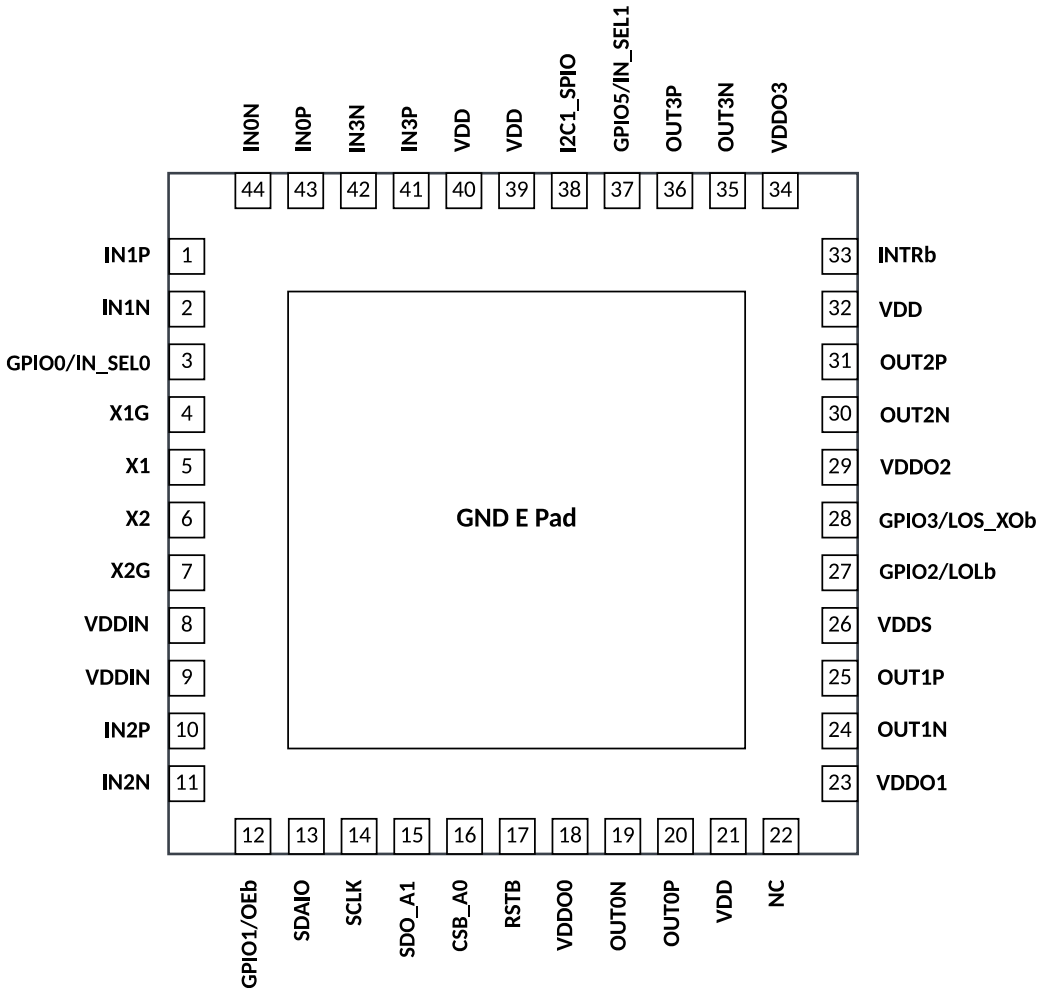 IN0N
IN0P
IN3N
IN3P
VDD
VDD
I2C1_SPIO
GPIO5/IN_SEL1
OUT3P
OUT3N
VDDO3
44
43
42
41
40
39
38
37
36
35
34
IN1P 1
IN1N 2
GPIO0/IN_SEL0 3
X1G 4
X1 5
X2 6
X2G 7
VDDIN 8
VDDIN 9
IN2P 10
IN2N 11
GND E Pad
33 INTRb
32 VDD
31 OUT2P
30 OUT2N
29 VDDO2
28 GPIO3/LOS_XOb
27 GPIO2/LOLb
26 VDDS
25 OUT1P
24 OUT1N
23 VDDO1
12
13
14
15
16
17
18
19
20
21
22
GPIO1/OEb
SDAIO
SCLK
SDO_A1
CSB_A0
RSTB
VDDO0
OUT0N
OUT0P
VDD
NC